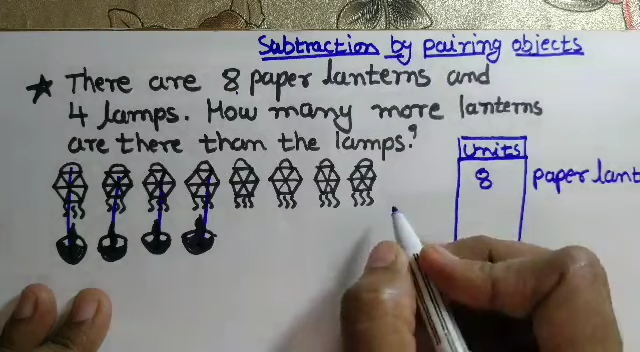 Subtraction by pairing objects
★ There are 8 paper lanterns and
4 lamps. How many more lanterns
are there than the lamps?
Units
8 paper lant